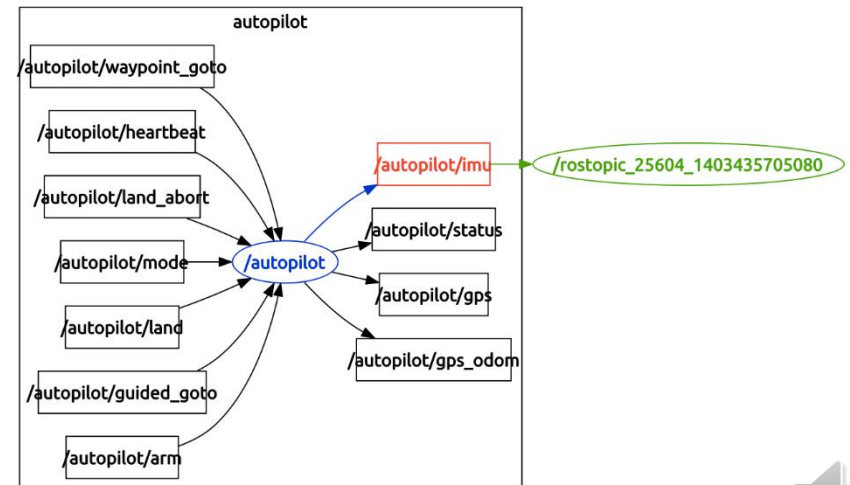 autopilot
/autopilot/waypoint_goto
/autopilot/heartbeat
/autopilot/land_abort
/autopilot/mode
/autopilot/land
/autopilot/guided_goto
/autopilot/arm
/autopilot
/autopilot/imu
/autopilot/status
/autopilot/gps
/autopilot/gps_odom
/rostopic_25604_1403435705080